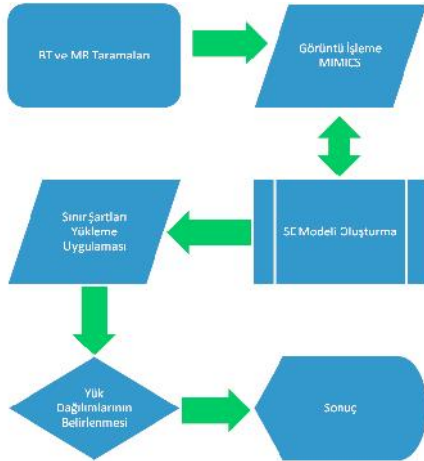 BT ve MR Taramaları
Görüntü İşleme
MIMICS
Sınır Şartları
Yükleme
Uygulaması
SE Modeli Oluşturma
Yük
Dağılımlarının
Belirlenmesi
Sonuç